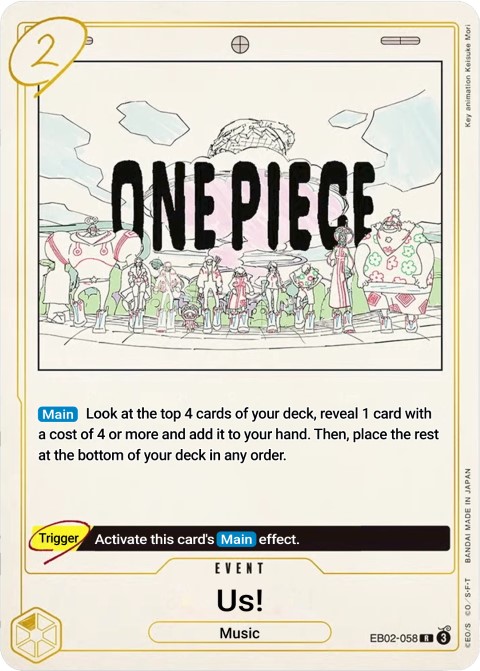 2
Key animation Keisuke Mori
ONE PIECE
Main Look at the top 4 cards of your deck, reveal 1 card with
a cost of 4 or more and add it to your hand. Then, place the rest
at the bottom of your deck in any order.
Trigger Activate this card's Main effect.
EVENT
Us!
Music
EB02-058 R 3
©E.O/S ©O/S･F･T BANDAI MADE IN JAPAN